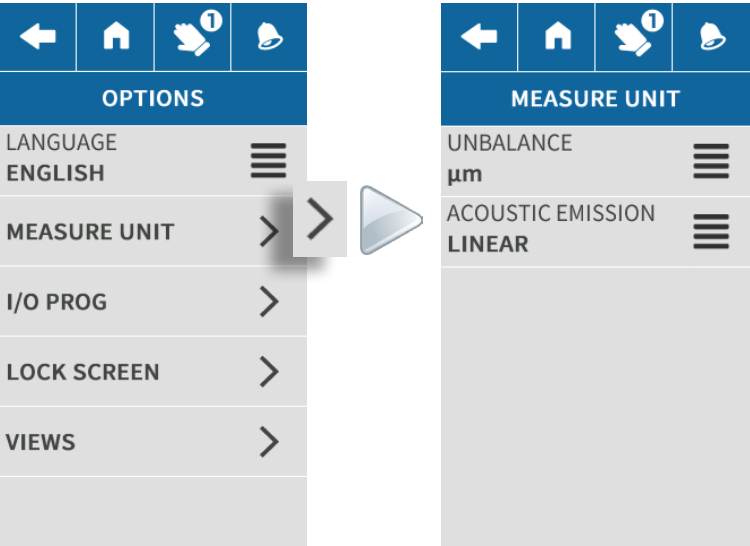 1
OPTIONS
LANGUAGE
ENGLISH
MEASURE UNIT
I/O PROG
LOCK SCREEN
VIEWS
1
MEASURE UNIT
UNBALANCE
µm
ACOUSTIC EMISSION
LINEAR